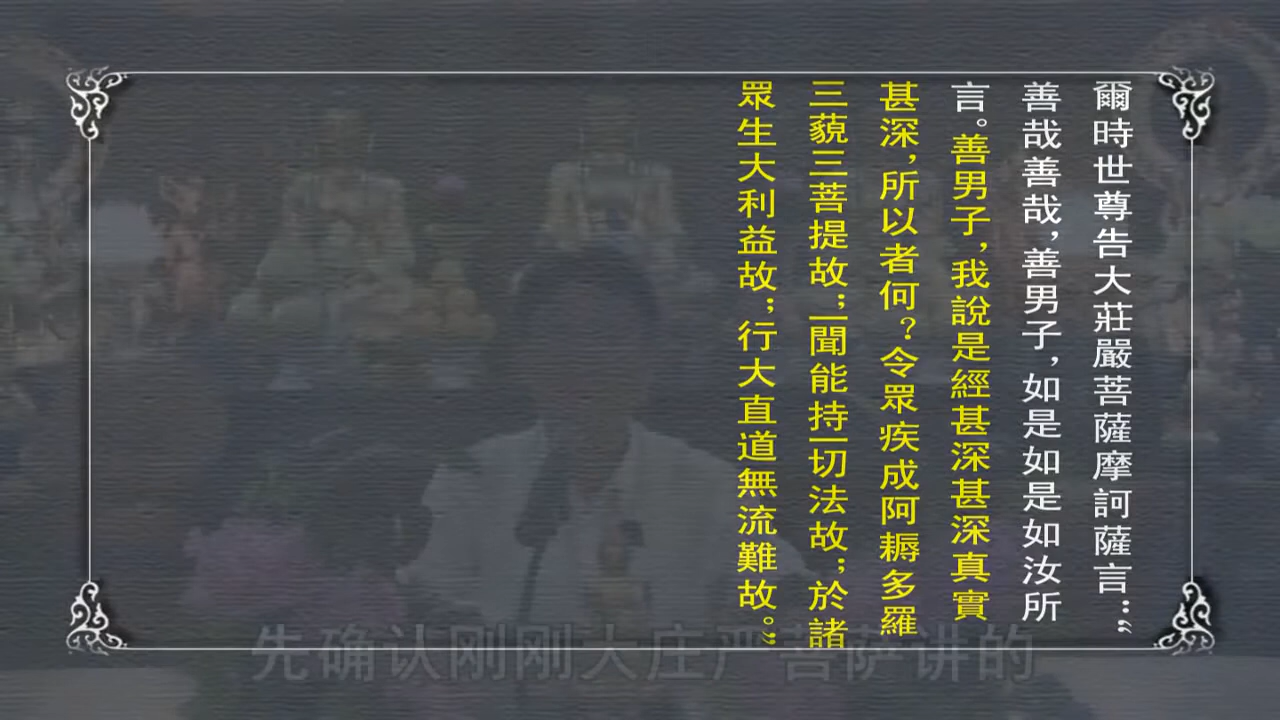 爾時世尊告大莊嚴菩薩摩訶薩言：”
善哉善哉，善男子，如是如是如汝所
言。善男子，我說是經甚深甚深真實
甚深，所以者何？令眾疾成阿耨多羅
三藐三菩提故；一聞能持一切法故；於諸
眾生大利益故；行大直道無流難故。”
先确认刚刚大庄严菩萨讲的